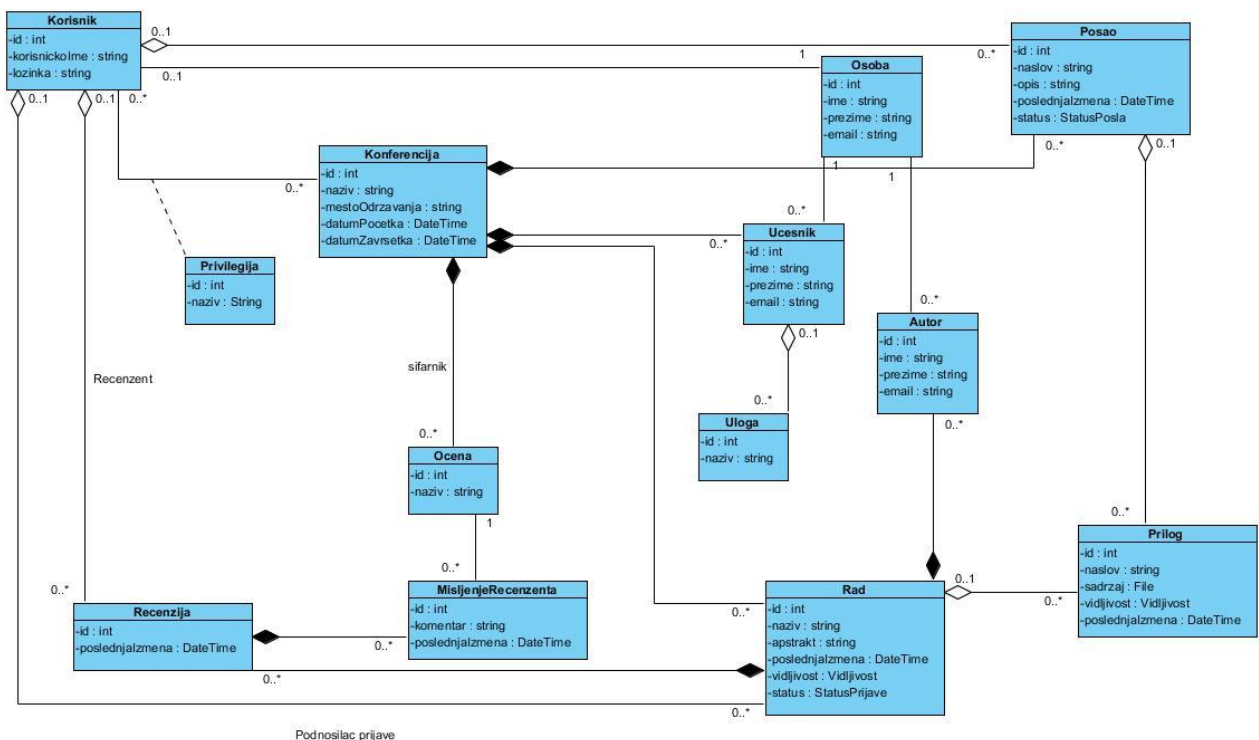 Korisnik
-id : int
-korisnickoIme : string
-lozinka : string
0..1
0..1
0..1
0..1
0..*
1
0..*
Posao
-id : int
-naslov : string
-opis : string
-poslednjaIzmena : DateTime
-status : StatusPosla
0..*
0..1
Osoba
-id : int
-ime : string
-prezime : string
-email : string
1
1
Konferencija
-id : int
-naziv : string
-mestoOdrzavanja : string
-datumPocetka : DateTime
-datumZavrsetka : DateTime
0..*
0..*
0..*
Ucesnik
-id : int
-ime : string
-prezime : string
-email : string
0..1
Privilegija
-id : int
-naziv : String
0..*
Autor
-id : int
-ime : string
-prezime : string
-email : string
0..*
Recenzent
sifarnik
0..*
Uloga
-id : int
-naziv : string
0..*
Ocena
-id : int
-naziv : string
1
0..*
0..*
Prilog
-id : int
-naslov : string
-sadrzaj : File
-vidljivost : Vidljivost
-poslednjaIzmena : DateTime
0..*
MisljenjeRecenzenta
-id : int
-komentar : string
-poslednjaIzmena : DateTime
0..*
Recenzija
-id : int
-poslednjaIzmena : DateTime
0..*
0..*
Rad
-id : int
-naziv : string
-apstrakt : string
-poslednjaIzmena : DateTime
-vidljivost : Vidljivost
-status : StatusPrijave
0..1
0..*
0..*
0..*
Podnosilac prijave